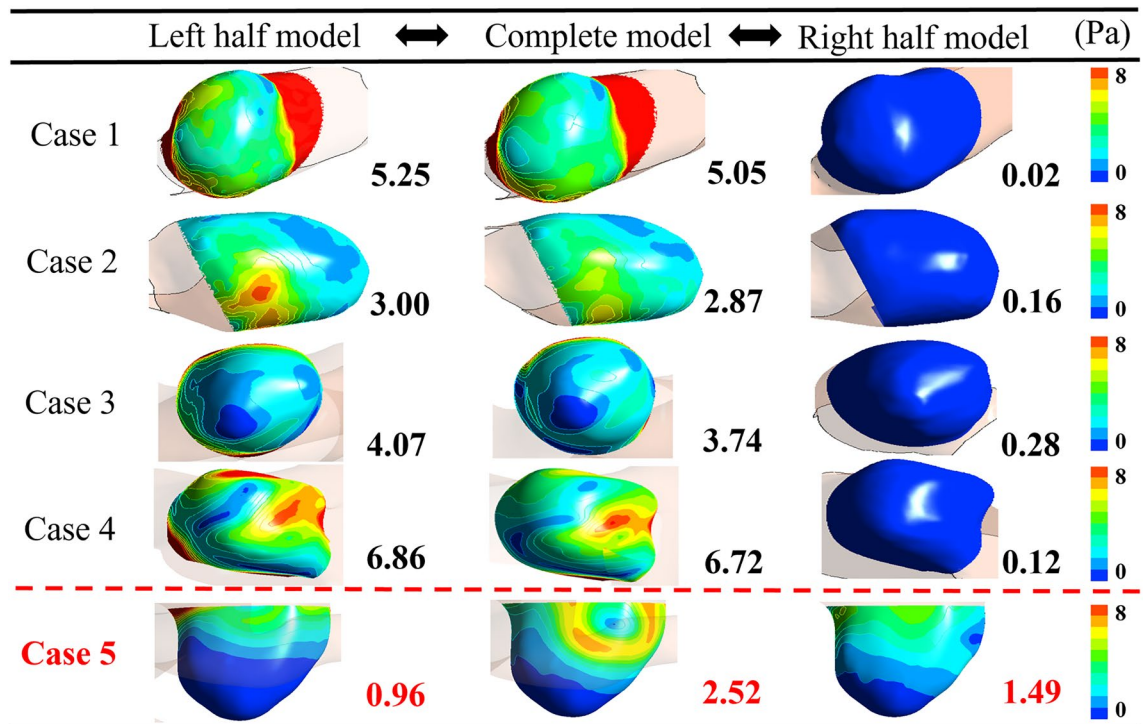 Left half model Complete model Right half model (Pa)
Case 1 5.25 5.05 0.02 8 0
Case 2 3.00 2.87 0.16 8 0
Case 3 4.07 3.74 0.28 8 0
Case 4 6.86 6.72 0.12 8 0
Case 5 0.96 2.52 1.49 8 0